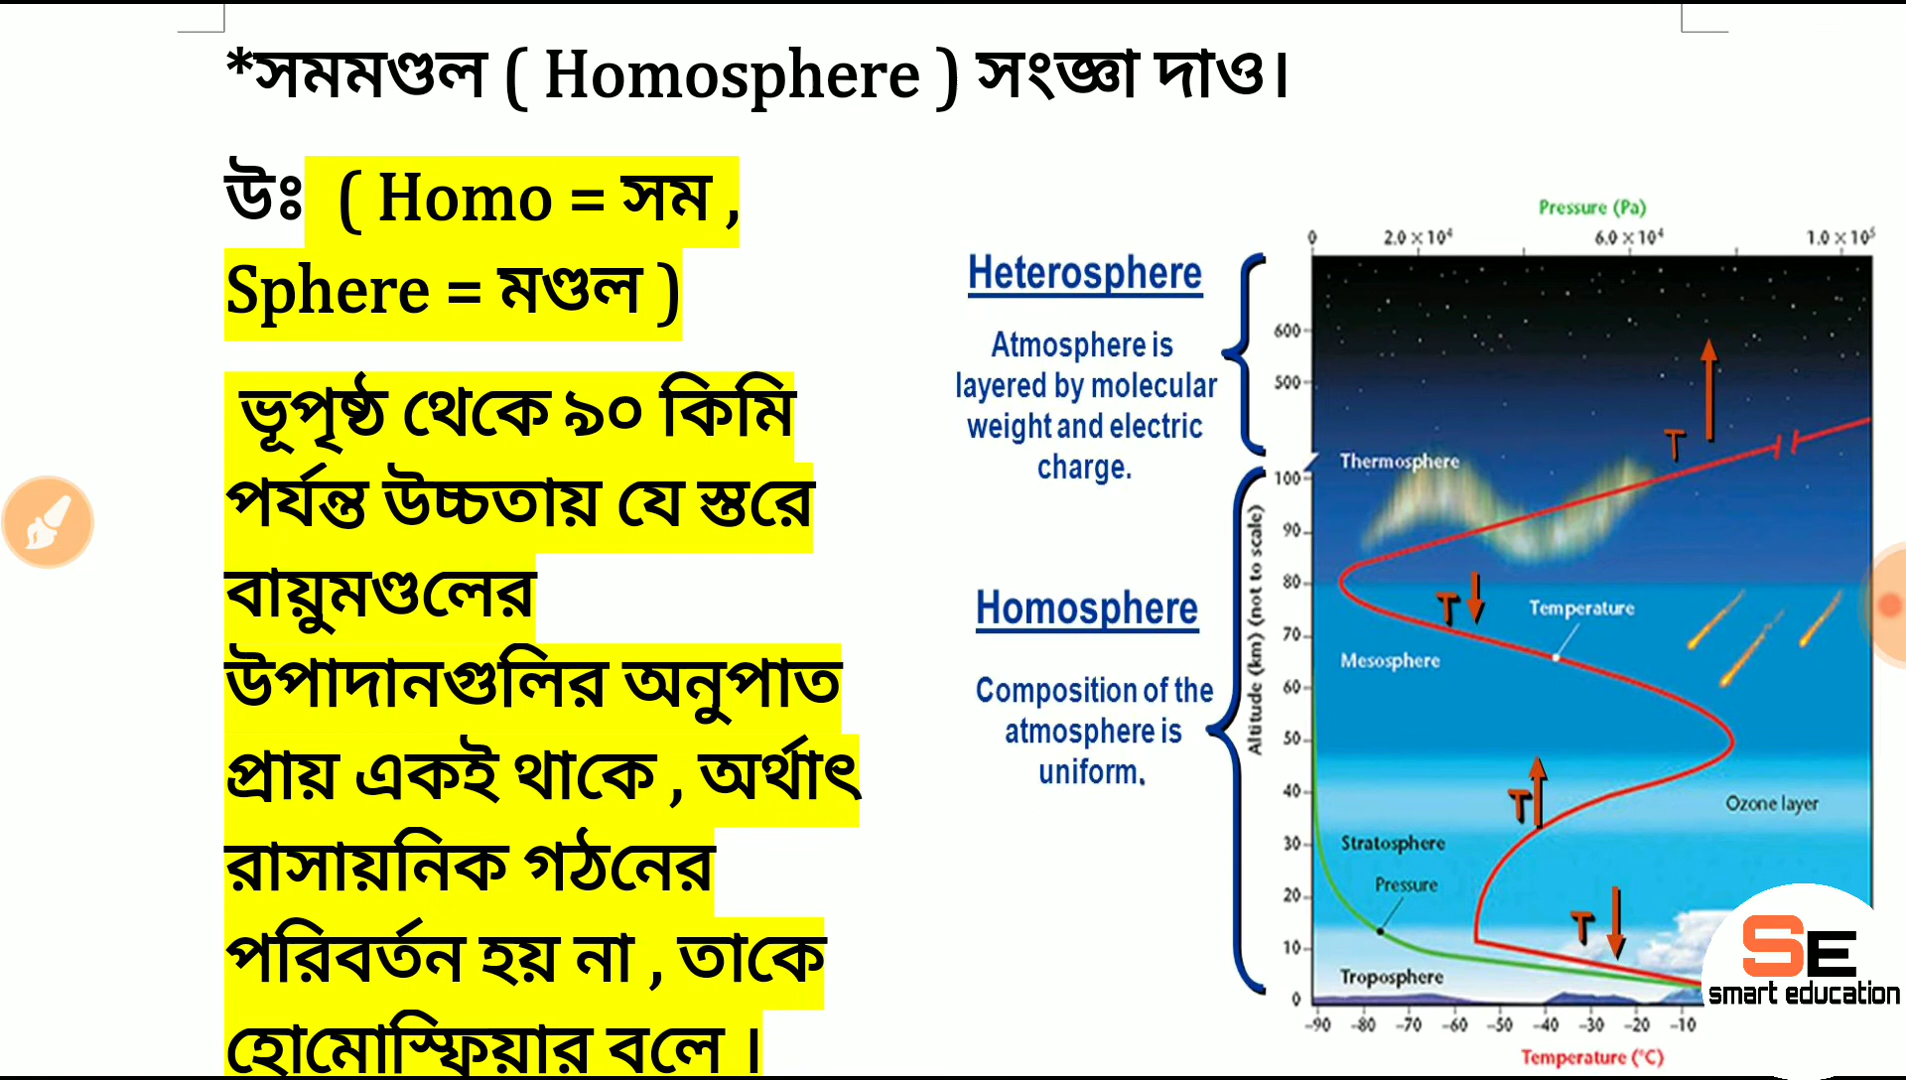 *সমমণ্ডল ( Homosphere ) সংজ্ঞা দাও।
উঃ ( Homo = সম ,
Sphere = মণ্ডল )
ভূপৃষ্ঠ থেকে ৯০ কিমি
পর্যন্ত উচ্চতায় যে স্তরে
বায়ুমণ্ডলের
উপাদানগুলির অনুপাত
প্রায় একই থাকে , অর্থাৎ
রাসায়নিক গঠনের
পরিবর্তন হয় না , তাকে
হোমোস্ফিয়ার বলে ।
Heterosphere
Atmosphere is
layered by molecular
weight and electric
charge.
Homosphere
Composition of the
atmosphere is
uniform.
Pressure (Pa)
0 2.0 × 10⁴ 6.0 × 10⁴ 1.0 × 10⁵
Altitude (km) (not to scale)
600
500
100
90
80
70
60
50
40
30
20
10
0
T
Thermosphere
T
Temperature
Mesosphere
T
Ozone layer
Stratosphere
Pressure
T
Troposphere
-90 -80 -70 -60 -50 -40 -30 -20 -10
Temperature (°C)
SE
smart education